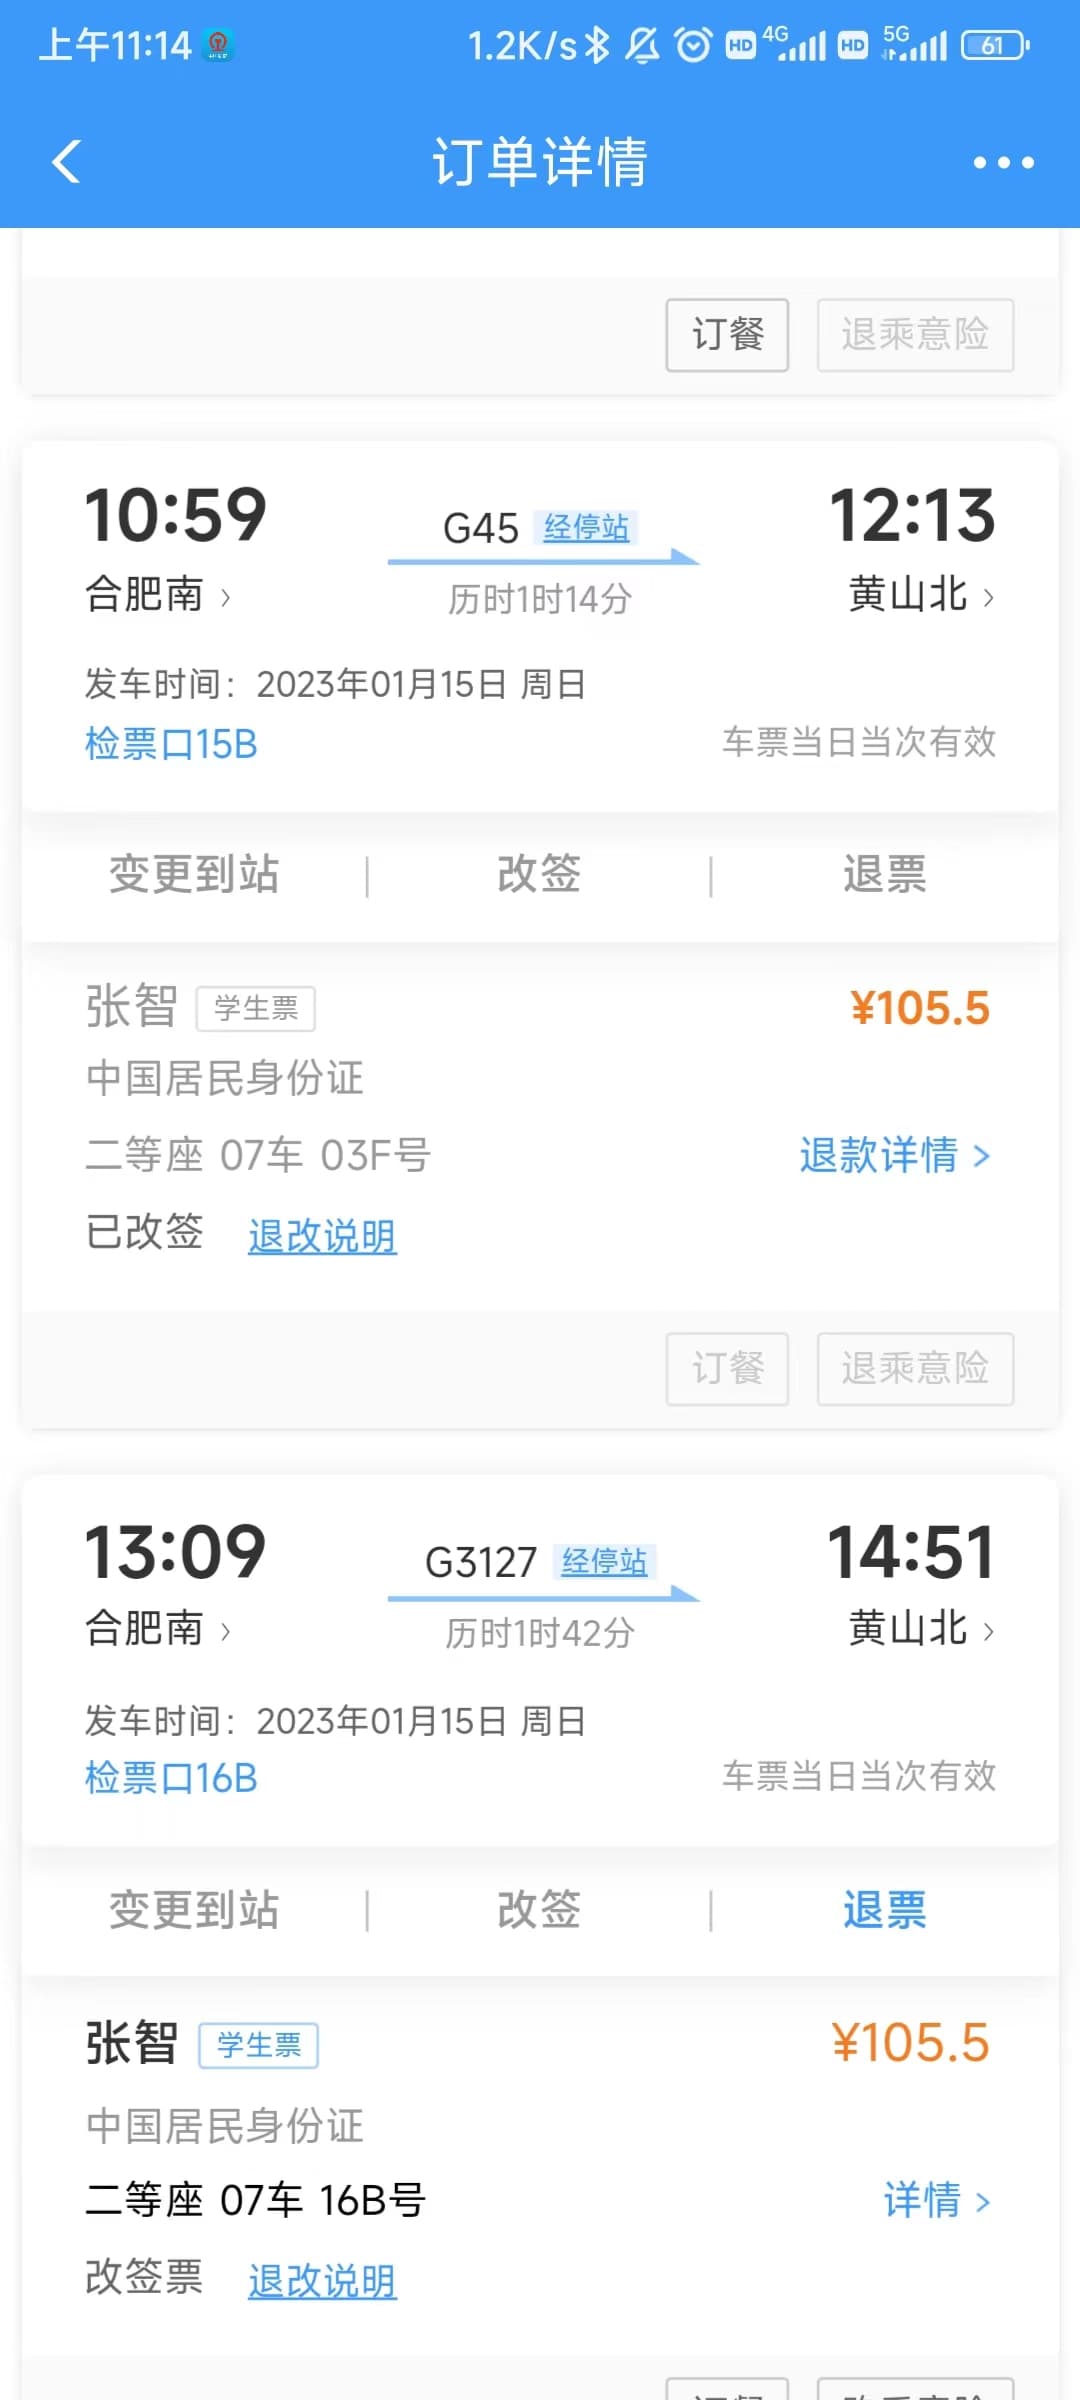 上午11:14 1.2K/s HD 4G HD 5G 61
订单详情
订餐 退乘意险
10:59 G45 经停站 12:13
合肥南 > 历时1时14分 黄山北 >
发车时间：2023年01月15日 周日
检票口15B 车票当日当次有效
变更到站 | 改签 | 退票
张智 学生票 ¥105.5
中国居民身份证
二等座 07车 03F号 退款详情 >
已改签 退改说明
订餐 退乘意险
13:09 G3127 经停站 14:51
合肥南 > 历时1时42分 黄山北 >
发车时间：2023年01月15日 周日
检票口16B 车票当日当次有效
变更到站 | 改签 | 退票
张智 学生票 ¥105.5
中国居民身份证
二等座 07车 16B号 详情 >
改签票 退改说明